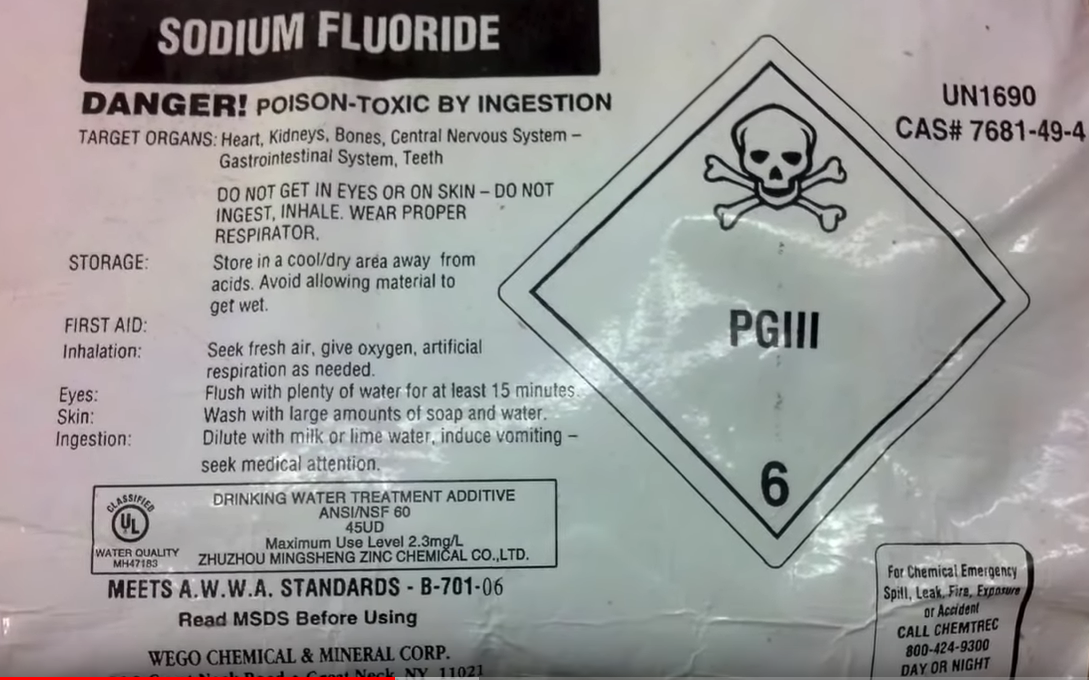 SODIUM FLUORIDE
DANGER! POISON-TOXIC BY INGESTION
TARGET ORGANS: Heart, Kidneys, Bones, Central Nervous System –
Gastrointestinal System, Teeth
DO NOT GET IN EYES OR ON SKIN – DO NOT
INGEST, INHALE. WEAR PROPER
RESPIRATOR.
STORAGE: Store in a cool/dry area away from
acids. Avoid allowing material to
get wet.
FIRST AID:
Inhalation: Seek fresh air, give oxygen, artificial
respiration as needed.
Eyes: Flush with plenty of water for at least 15 minutes.
Skin: Wash with large amounts of soap and water.
Ingestion: Dilute with milk or lime water, induce vomiting –
seek medical attention.
CLASSIFIED
UL
WATER QUALITY
MH47183
DRINKING WATER TREATMENT ADDITIVE
ANSI/NSF 60
45UD
Maximum Use Level 2.3mg/L
ZHUZHOU MINGSHENG ZINC CHEMICAL CO.,LTD.
MEETS A.W.W.A. STANDARDS - B-701-06
Read MSDS Before Using
WEGO CHEMICAL & MINERAL CORP.
Great Neck Road • Great Neck, NY 11021
UN1690
CAS# 7681-49-4
PGIII
6
For Chemical Emergency
Spill, Leak, Fire, Exposure
or Accident
CALL CHEMTREC
800-424-9300
DAY OR NIGHT